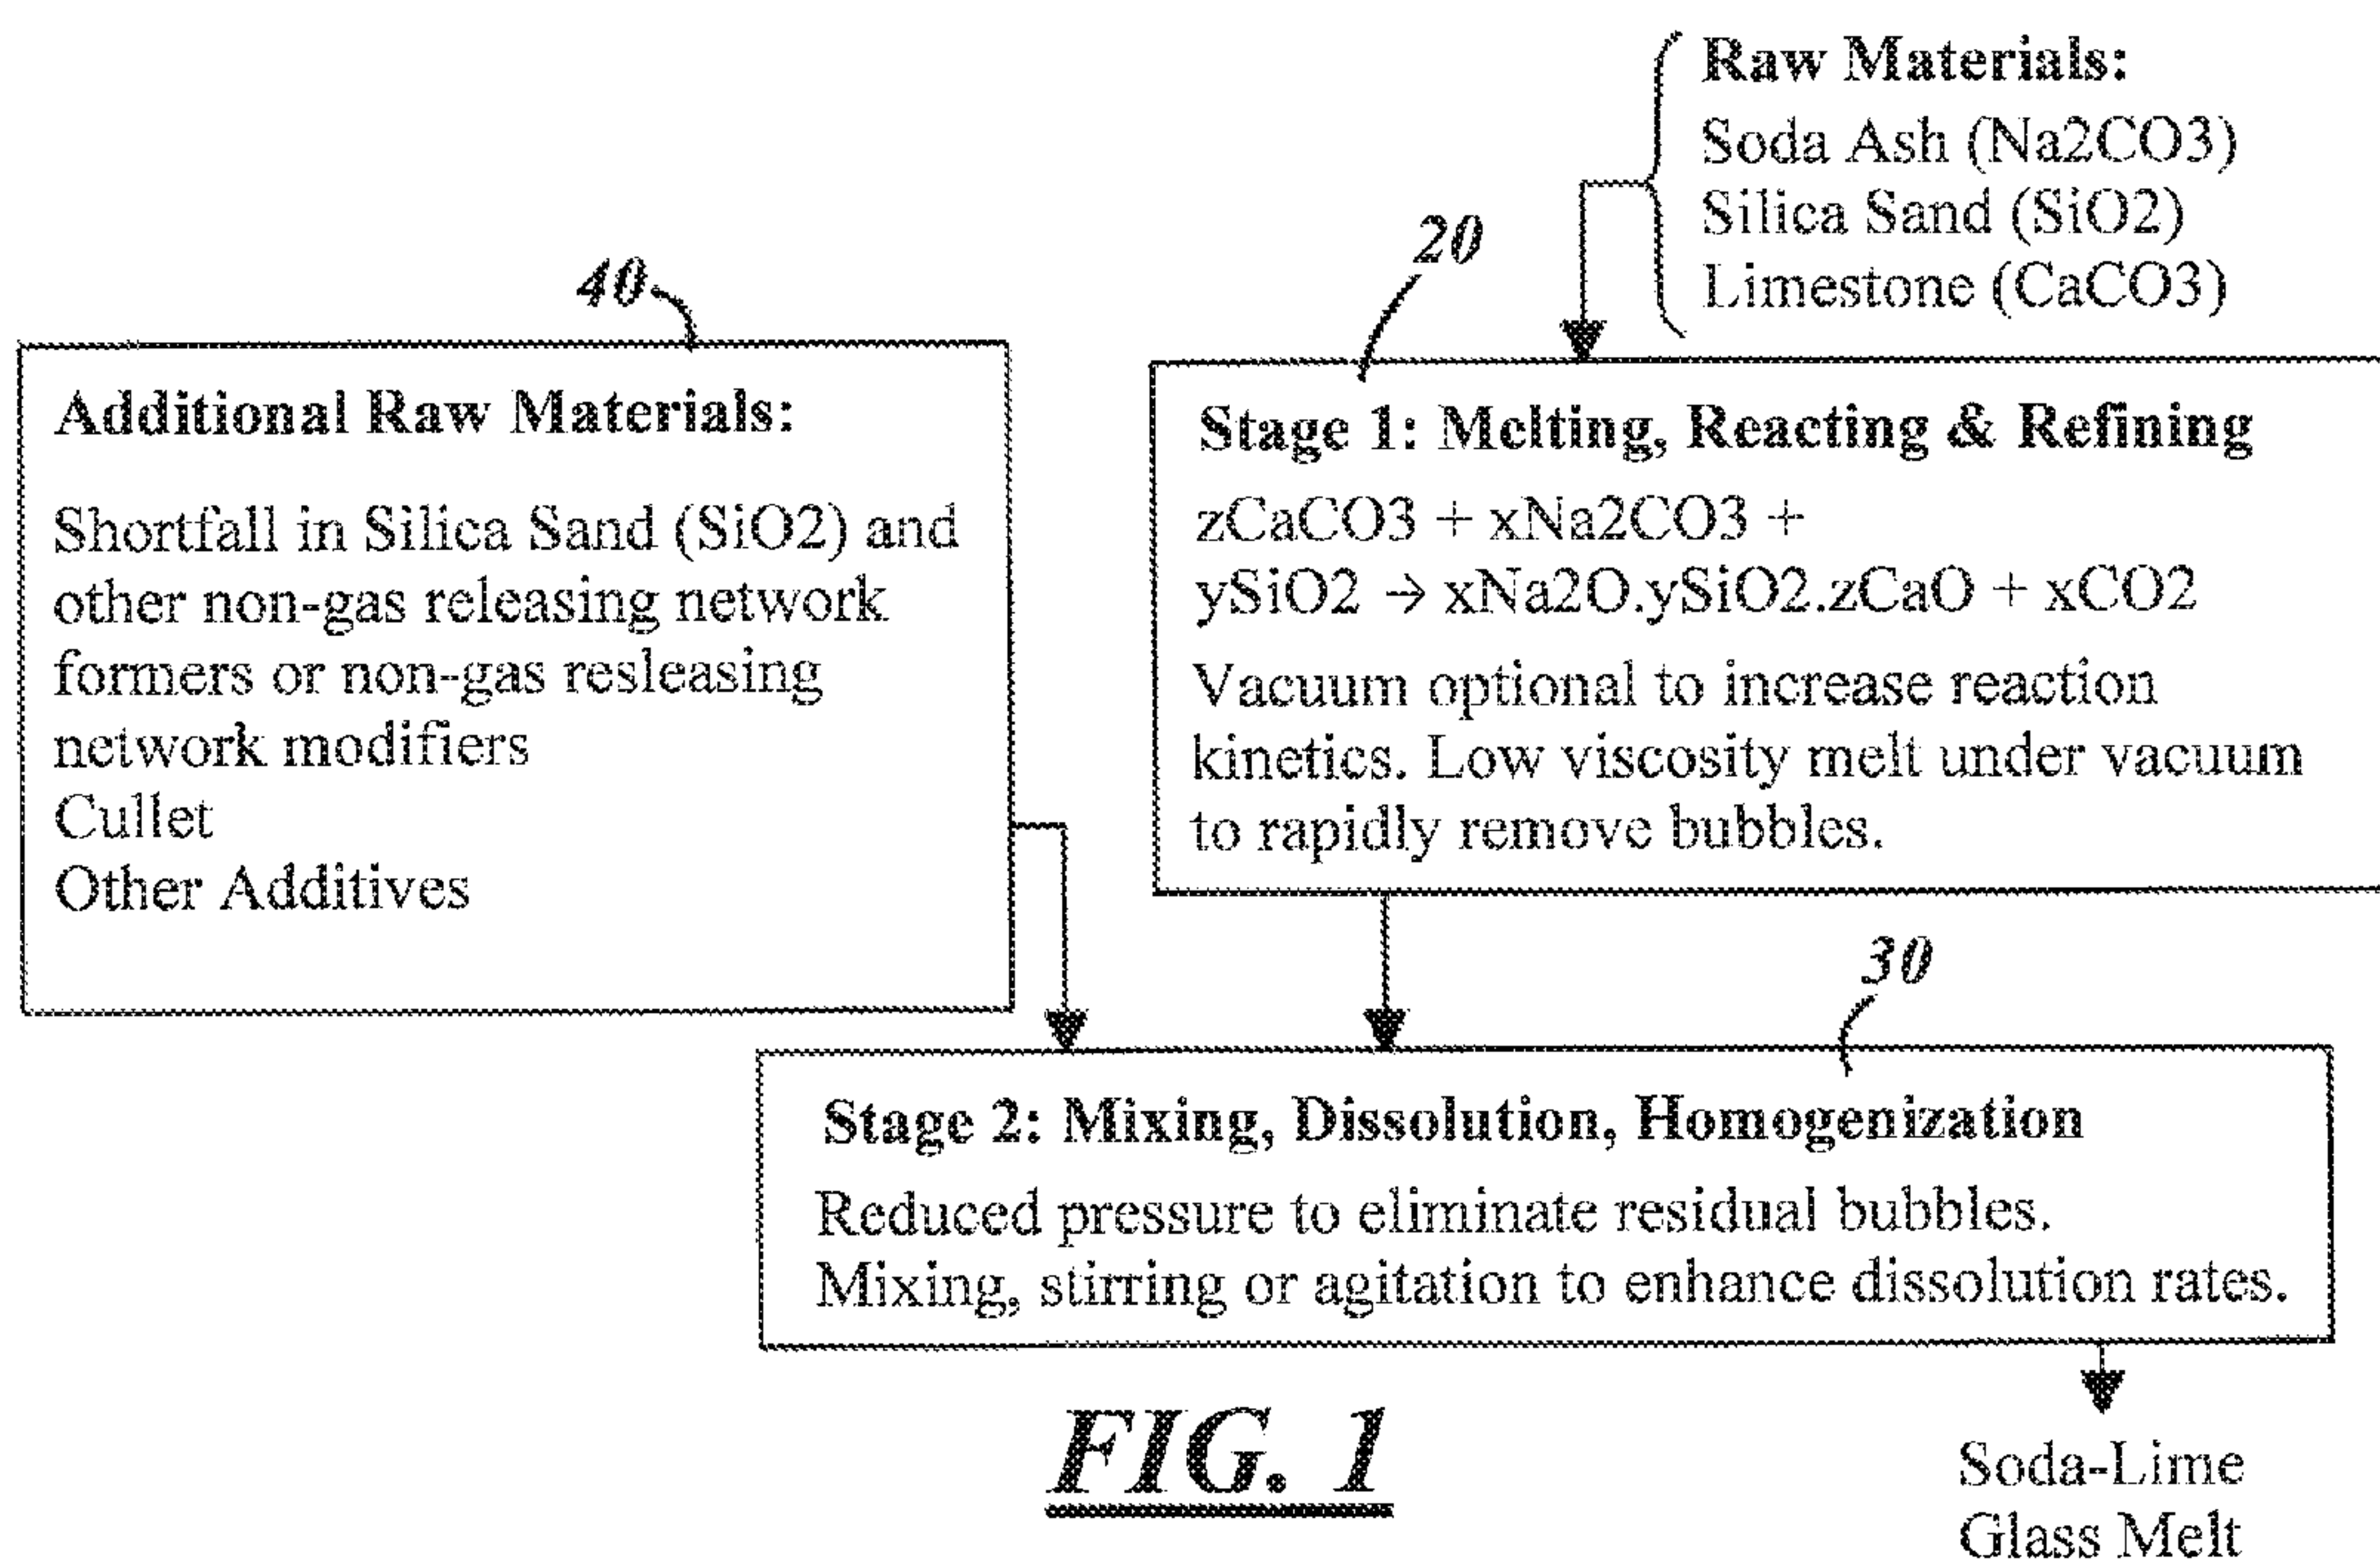 Raw Materials:
Soda Ash (Na2CO3)
Silica Sand (SiO2)
Limestone (CaCO3)
20
40
Additional Raw Materials:
Shortfall in Silica Sand (SiO2) and
other non-gas releasing network
formers or non-gas resleasing
network modifiers
Cullet
Other Additives
Stage 1: Melting, Reacting & Refining
zCaCO3 + xNa2CO3 +
ySiO2 → xNa2O.ySiO2.zCaO + xCO2
Vacuum optional to increase reaction
kinetics. Low viscosity melt under vacuum
to rapidly remove bubbles.
30
Stage 2: Mixing, Dissolution, Homogenization
Reduced pressure to eliminate residual bubbles.
Mixing, stirring or agitation to enhance dissolution rates.
FIG. 1
Soda-Lime
Glass Melt